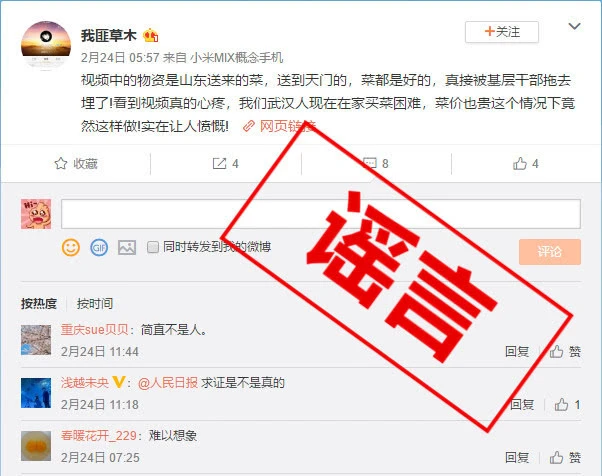 我匪草木
+关注
2月24日 05:57 来自 小米MIX概念手机
视频中的物资是山东送来的菜，送到天门的，菜都是好的，真接被基层干部拖去
埋了!看到视频真的心疼，我们武汉人现在在家买菜困难，菜价也贵这个情况下竟
然这样做!实在让人愤慨! 网页链接
收藏 4 8 4
谣言
GIF 同时转发到我的微博 评论
按热度 按时间
重庆sue贝贝：简直不是人。
2月24日 11:44 回复 赞
浅越未央 V：@人民日报 求证是不是真的
2月24日 11:18 回复 1
春暖花开_229：难以想象
2月24日 07:25 回复 赞